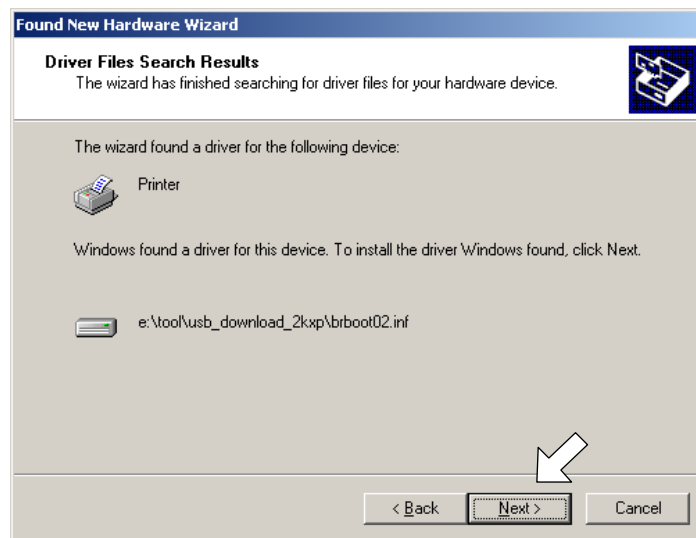 Found New Hardware Wizard
Driver Files Search Results
The wizard has finished searching for driver files for your hardware device.
The wizard found a driver for the following device:
Printer
Windows found a driver for this device. To install the driver Windows found, click Next.
e:\tool\usb_download_2kxp\brboot02.inf
< Back Next > Cancel